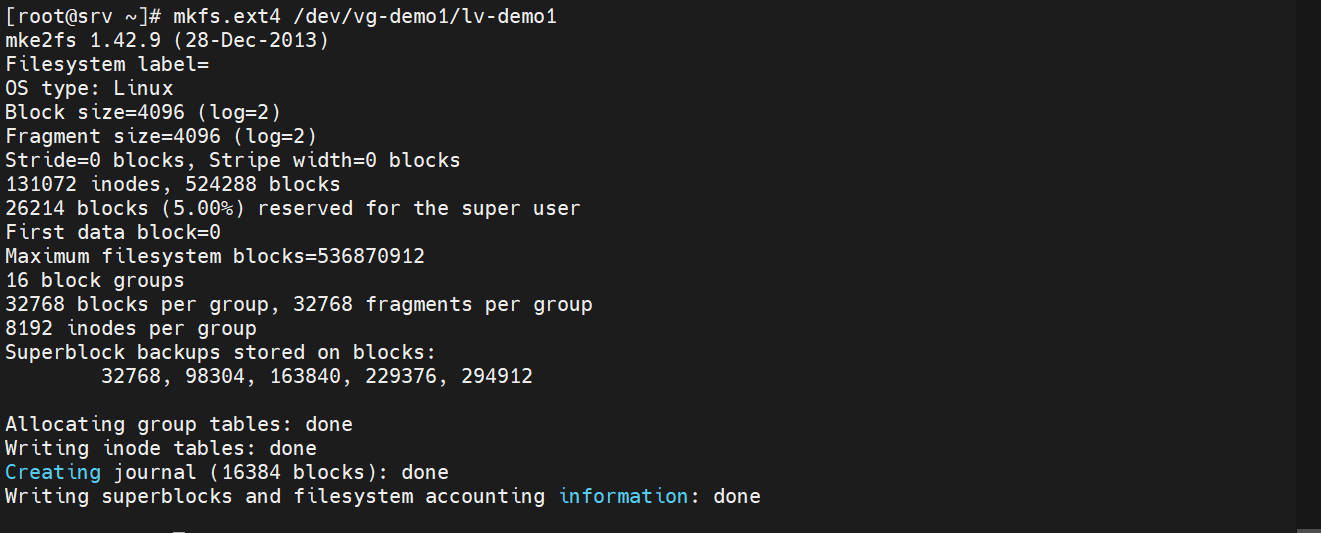 [root@srv ~]# mkfs.ext4 /dev/vg-demo1/lv-demo1
mke2fs 1.42.9 (28-Dec-2013)
Filesystem label=
OS type: Linux
Block size=4096 (log=2)
Fragment size=4096 (log=2)
Stride=0 blocks, Stripe width=0 blocks
131072 inodes, 524288 blocks
26214 blocks (5.00%) reserved for the super user
First data block=0
Maximum filesystem blocks=536870912
16 block groups
32768 blocks per group, 32768 fragments per group
8192 inodes per group
Superblock backups stored on blocks:
        32768, 98304, 163840, 229376, 294912

Allocating group tables: done
Writing inode tables: done
Creating journal (16384 blocks): done
Writing superblocks and filesystem accounting information: done